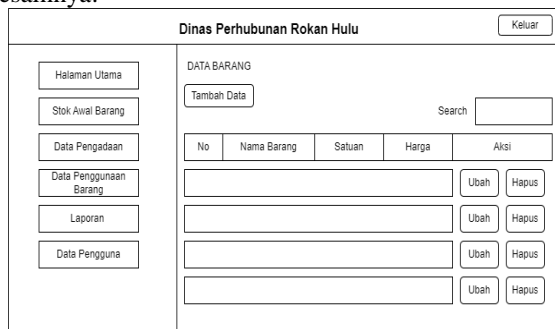 Dinas Perhubunan Rokan Hulu
Keluar
Halaman Utama
Stok Awal Barang
Data Pengadaan
Data Penggunaan
Barang
Laporan
Data Pengguna
DATA BARANG
Tambah Data
Search
No Nama Barang Satuan Harga Aksi
Ubah Hapus
Ubah Hapus
Ubah Hapus
Ubah Hapus